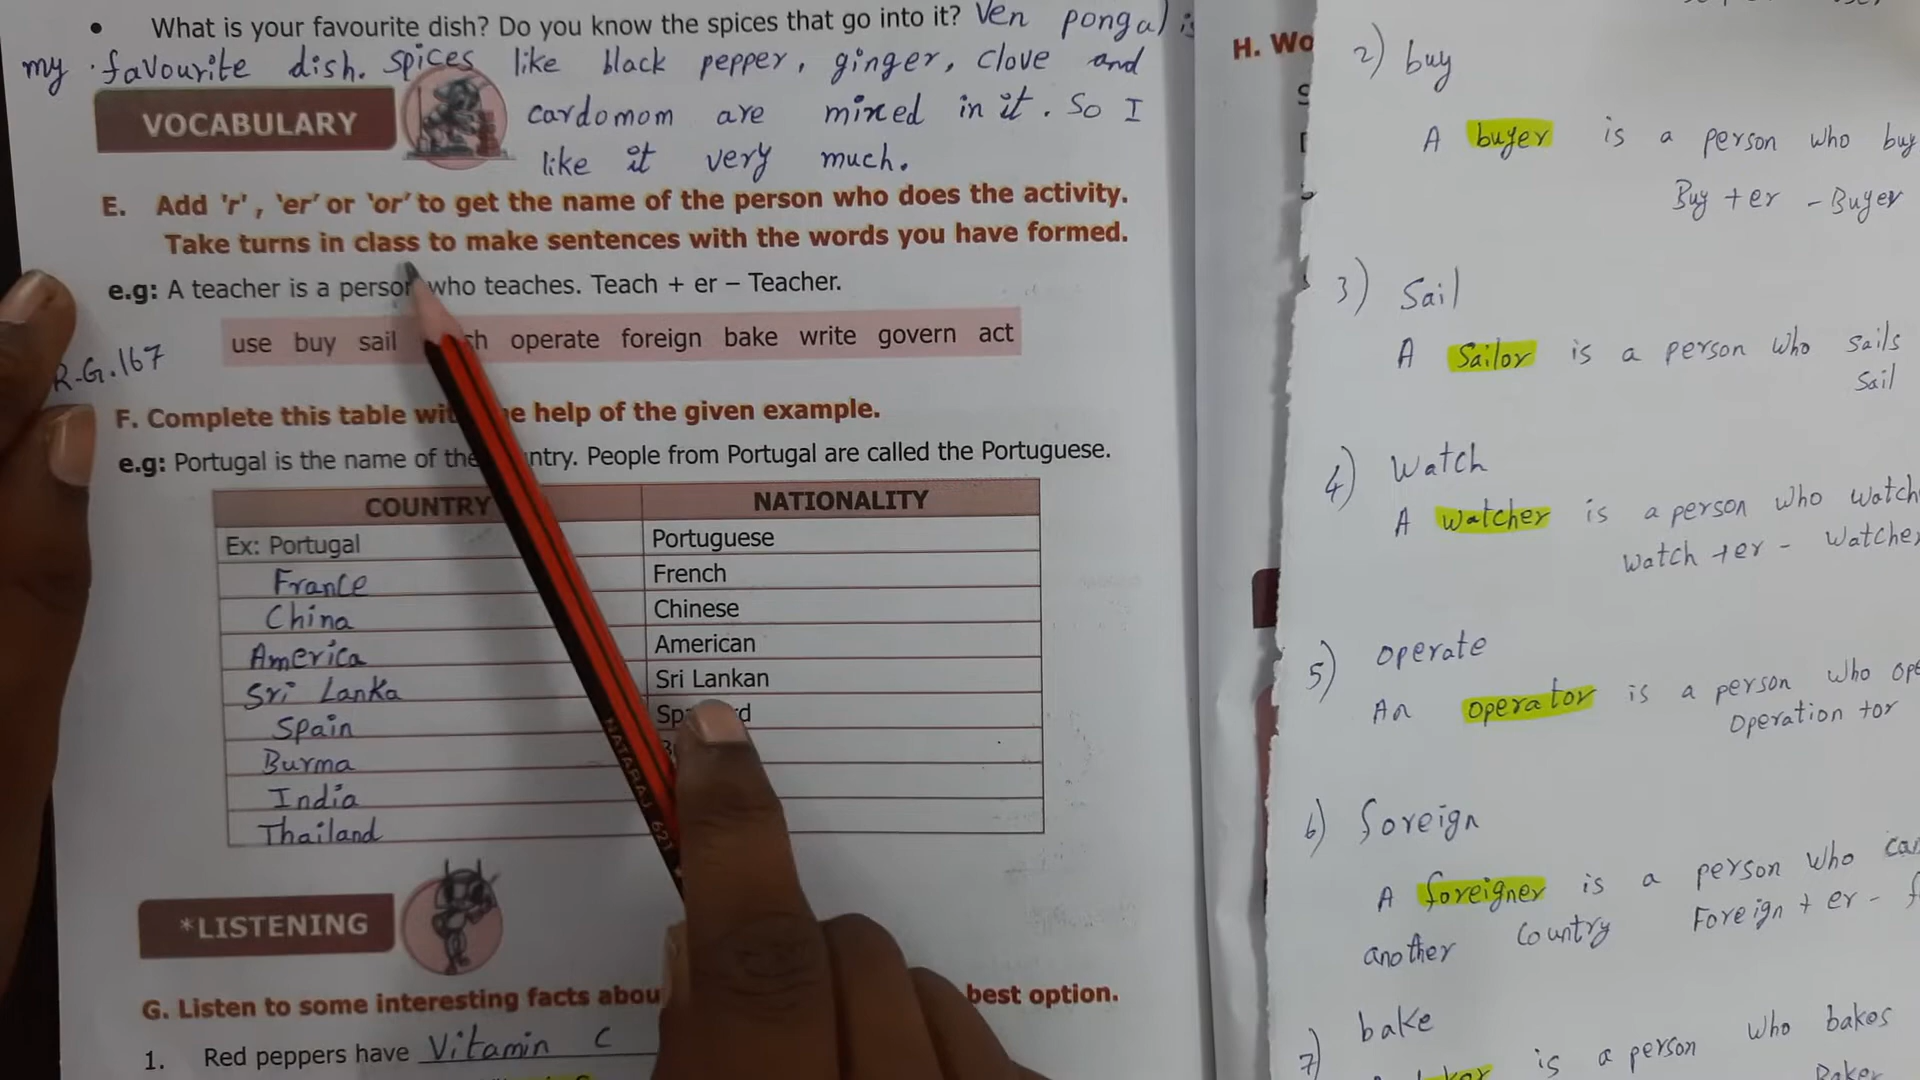 What is your favourite dish? Do you know the spices that go into it? Ven pongal is
my favourite dish. spices like black pepper, ginger, clove and
VOCABULARY
cardomom are mixed in it. So I
like it very much.
E. Add 'r', 'er' or 'or' to get the name of the person who does the activity.
Take turns in class to make sentences with the words you have formed.
e.g: A teacher is a person who teaches. Teach + er – Teacher.
use buy sail operate foreign bake write govern act
R.G.167
F. Complete this table help of the given example.
e.g: Portugal is the name of the People from Portugal are called the Portuguese.
COUNTRY NATIONALITY
Ex: Portugal Portuguese
France French
China Chinese
America American
Sri Lanka Sri Lankan
Spain
Burma
India
Thailand
*LISTENING
G. Listen to some interesting facts best option.
1. Red peppers have Vitamin C
H.
2) buy
A buyer is a person who buy
Buy +er - Buyer
3) Sail
A Sailor is a person who sails
Sail
4) Watch
A watcher is a person who watch
watch +er - watche
5) operate
An operator is a person who
Operation tor
6) foreign
A foreigner is a person who
another country Foreign + er -
7) bake
is a person who bakes
Baker